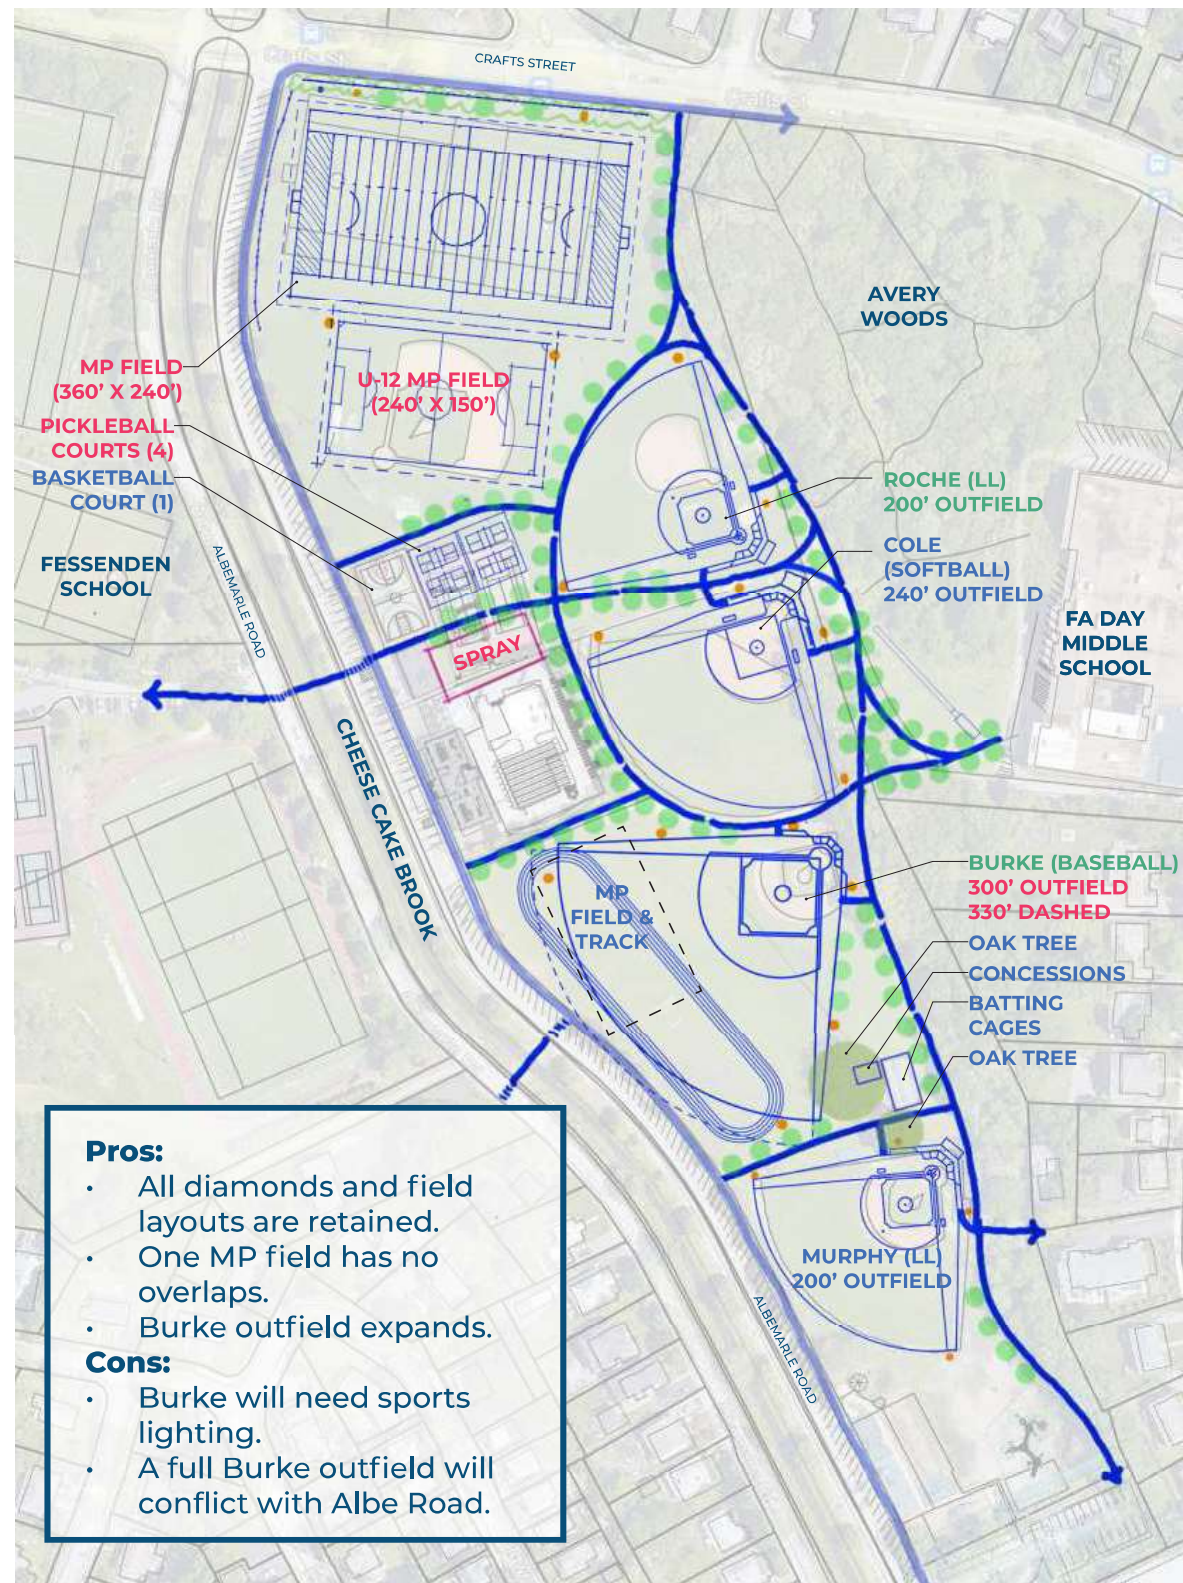 CRAFTS STREET
Crafts St
Crafts St
AVERY
WOODS
MP FIELD
(360' X 240')
U-12 MP FIELD
(240' X 150')
PICKLEBALL
COURTS (4)
BASKETBALL
COURT (1)
ROCHE (LL)
200' OUTFIELD
COLE
(SOFTBALL)
240' OUTFIELD
FESSENDEN
SCHOOL
ALBEMARLE ROAD
FA DAY
MIDDLE
SCHOOL
SPRAY
CHEESE CAKE BROOK
BURKE (BASEBALL)
300' OUTFIELD
330' DASHED
MP
FIELD &
TRACK
OAK TREE
CONCESSIONS
BATTING
CAGES
OAK TREE
MURPHY (LL)
200' OUTFIELD
ALBEMARLE ROAD
Pros:
• All diamonds and field
layouts are retained.
• One MP field has no
overlaps.
• Burke outfield expands.
Cons:
• Burke will need sports
lighting.
• A full Burke outfield will
conflict with Albe Road.